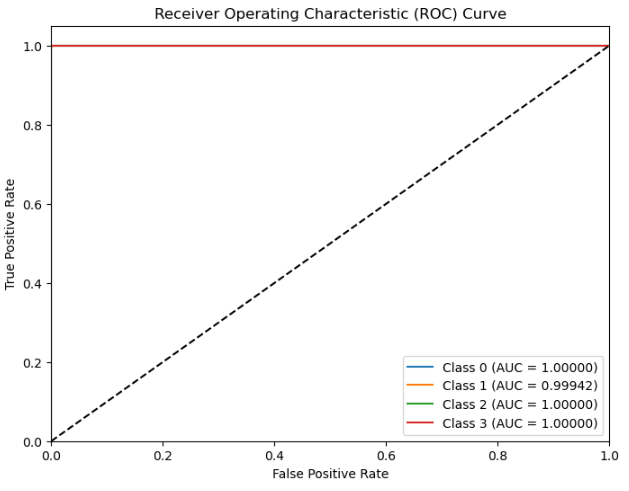 Receiver Operating Characteristic (ROC) Curve
1.0
0.8
0.6
0.4
0.2
0.0
True Positive Rate
Class 0 (AUC = 1.00000)
Class 1 (AUC = 0.99942)
Class 2 (AUC = 1.00000)
Class 3 (AUC = 1.00000)
0.0 0.2 0.4 0.6 0.8 1.0
False Positive Rate